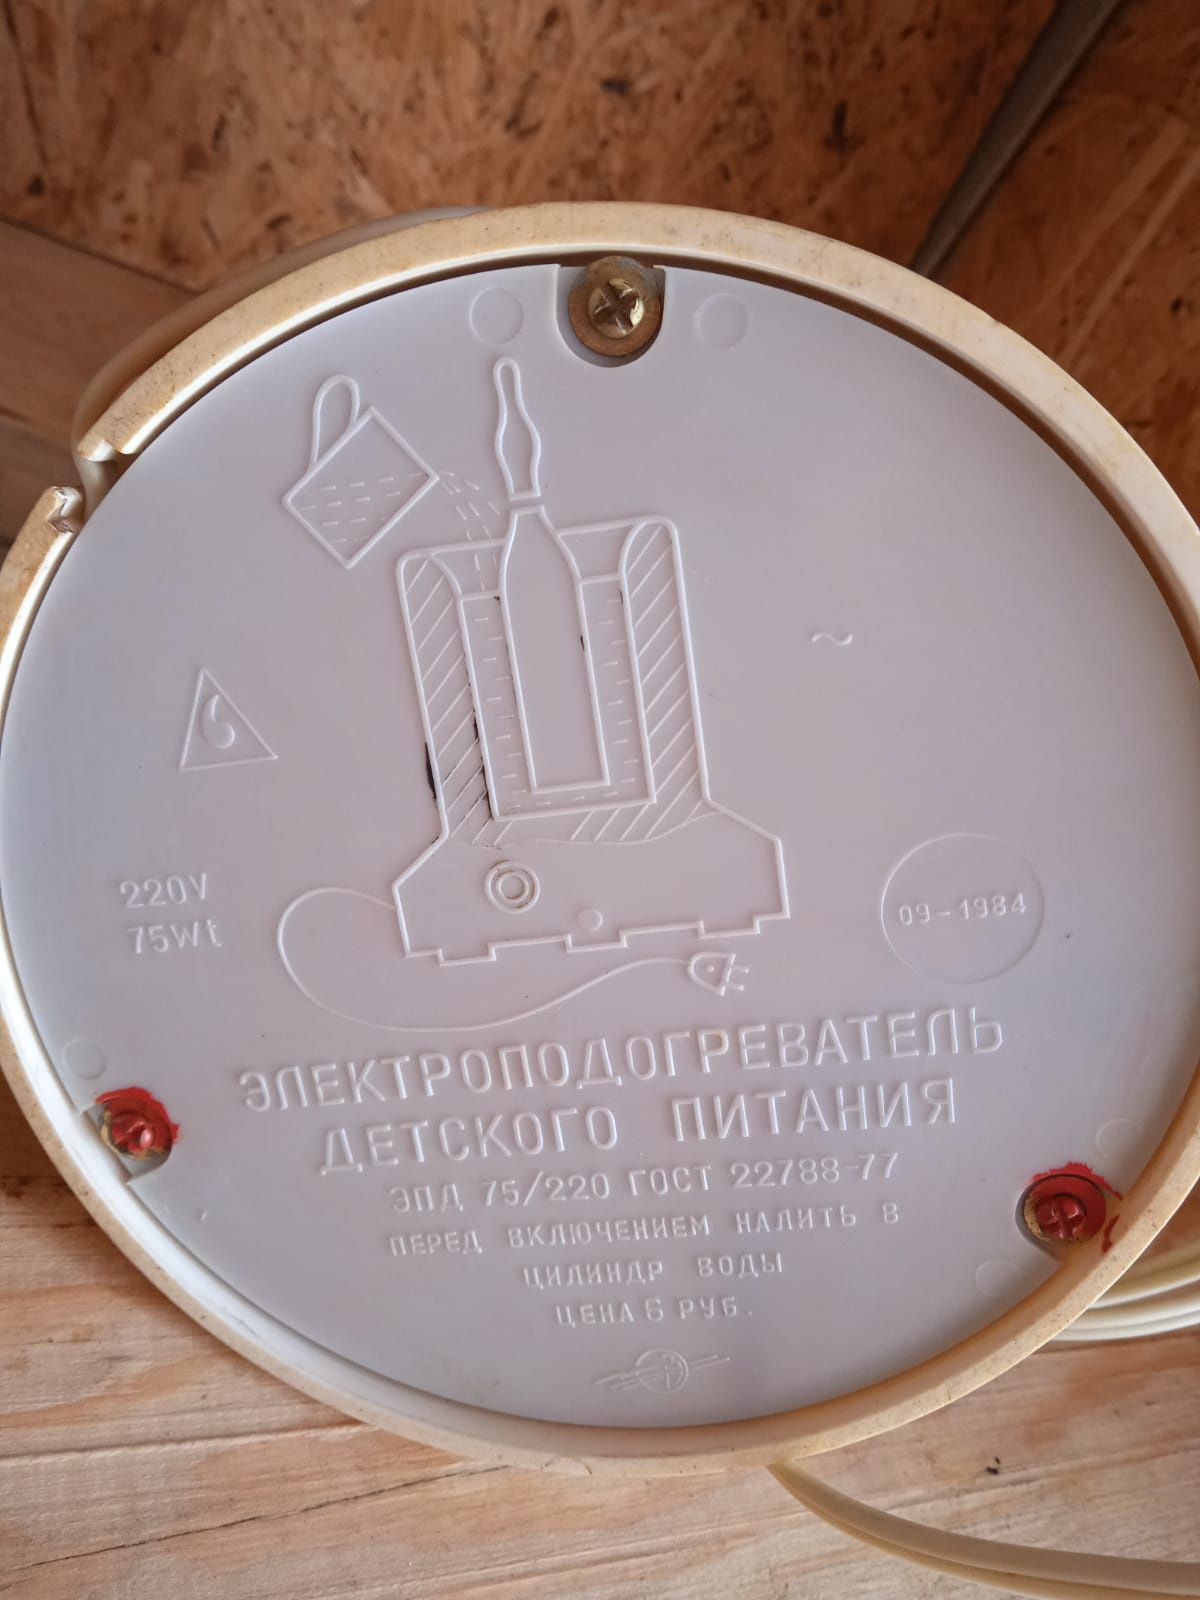 ~
220V
75Wt
09-1984
ЭЛЕКТРОПОДОГРЕВАТЕЛЬ
ДЕТСКОГО ПИТАНИЯ
ЭПД 75/220 ГОСТ 22788-77
ПЕРЕД ВКЛЮЧЕНИЕМ НАЛИТЬ В
ЦИЛИНДР ВОДЫ
ЦЕНА 6 РУБ.